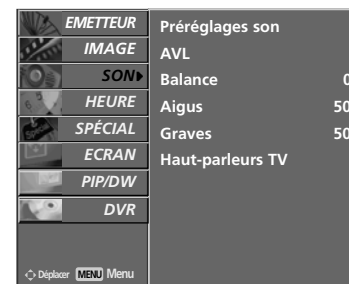 EMETTEUR
IMAGE
SON
HEURE
SPÉCIAL
ECRAN
PIP/DW
DVR
Déplacer MENU Menu
Préréglages son
AVL
Balance 0
Aigus 50
Graves 50
Haut-parleurs TV